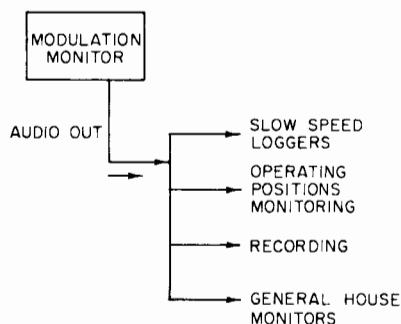 MODULATION
MONITOR
AUDIO OUT
SLOW SPEED
LOGGERS
OPERATING
POSITIONS
MONITORING
RECORDING
GENERAL HOUSE
MONITORS